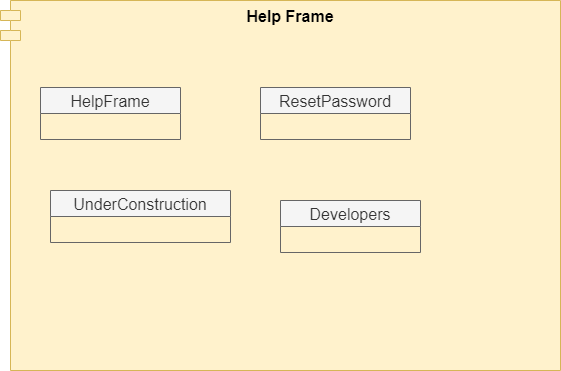 Help Frame
HelpFrame
ResetPassword
UnderConstruction
Developers